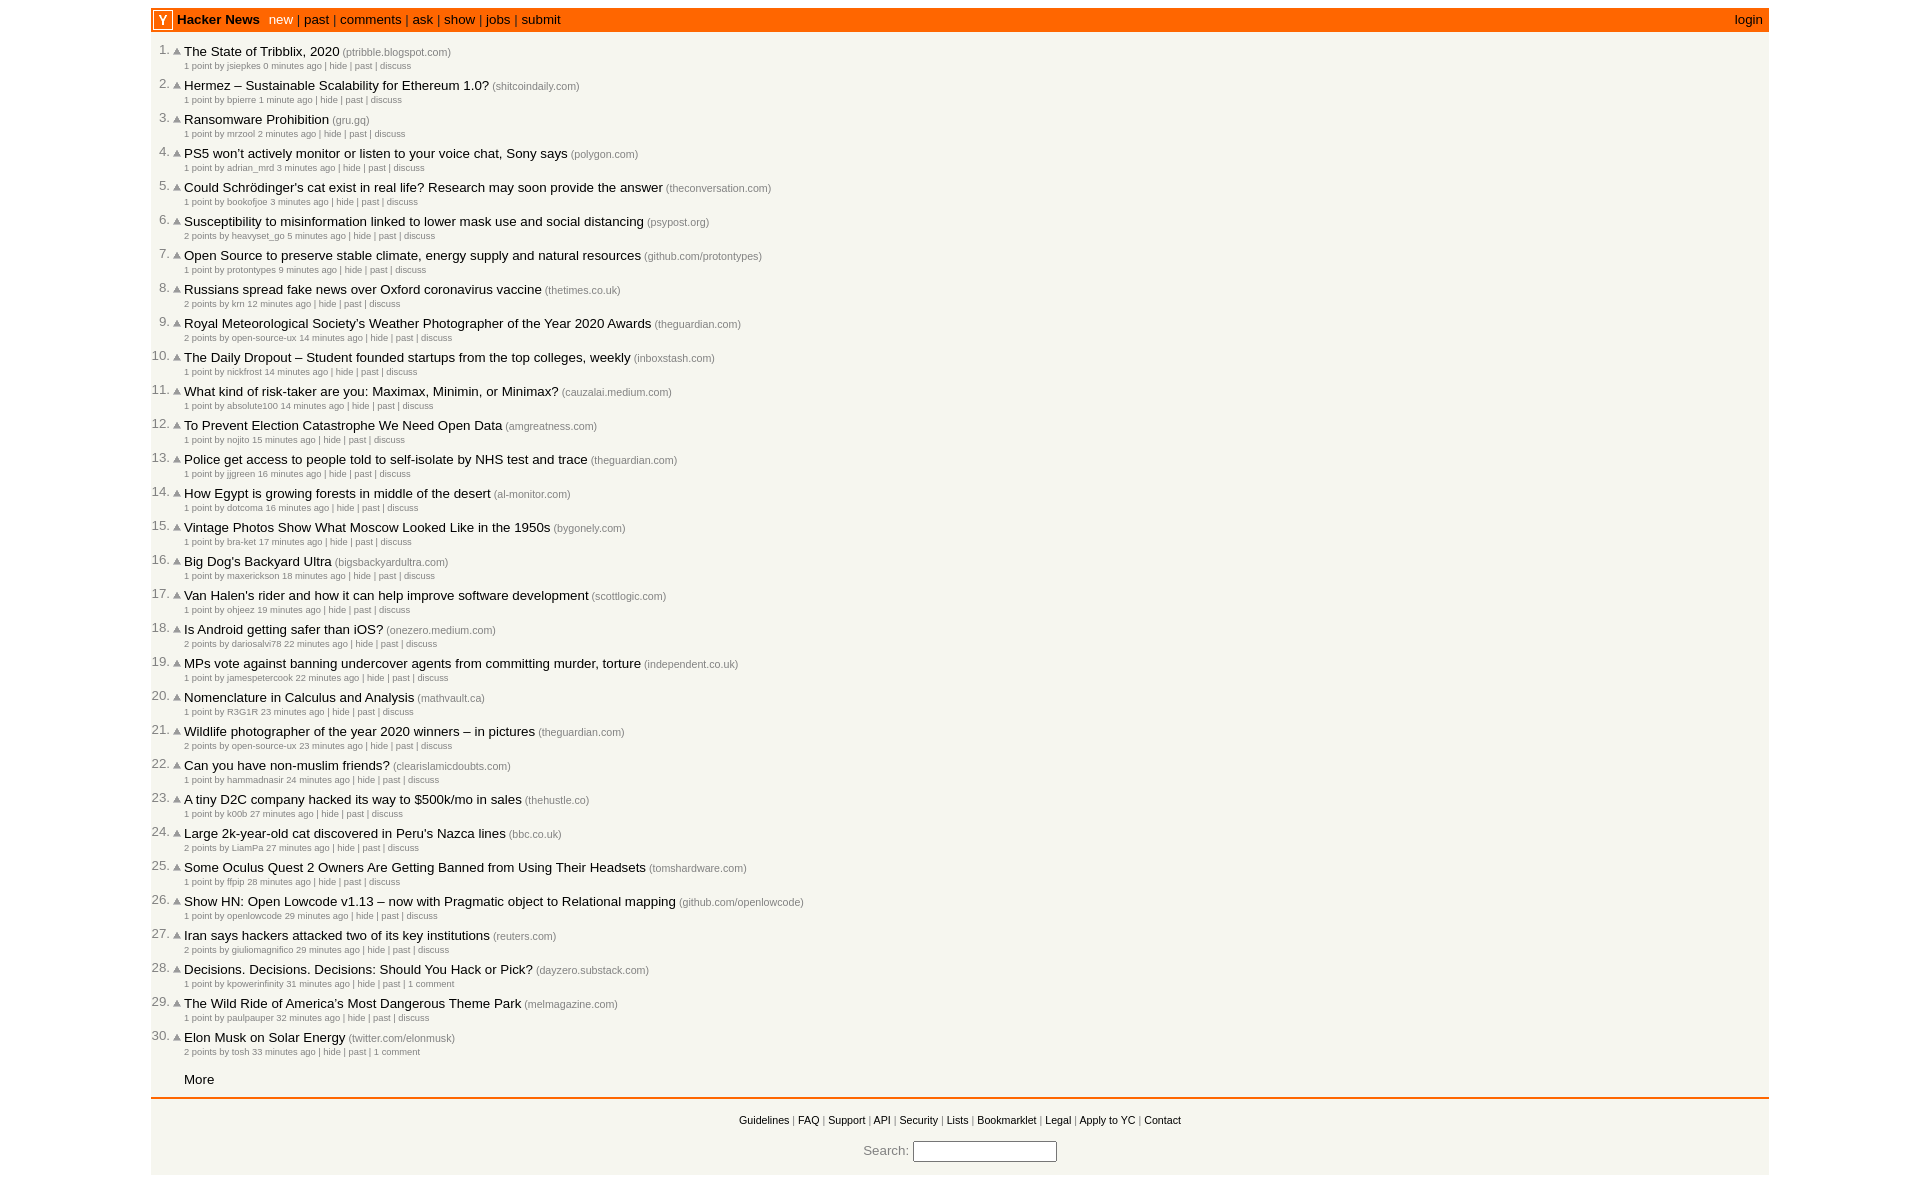 Y Hacker News new | past | comments | ask | show | jobs | submit login
1. The State of Tribblix, 2020 (ptribble.blogspot.com)
1 point by jsiepkes 0 minutes ago | hide | past | discuss
2. Hermez – Sustainable Scalability for Ethereum 1.0? (shitcoindaily.com)
1 point by bpierre 1 minute ago | hide | past | discuss
3. Ransomware Prohibition (gru.gq)
1 point by mrzool 2 minutes ago | hide | past | discuss
4. PS5 won’t actively monitor or listen to your voice chat, Sony says (polygon.com)
1 point by adrian_mrd 3 minutes ago | hide | past | discuss
5. Could Schrödinger's cat exist in real life? Research may soon provide the answer (theconversation.com)
1 point by bookofjoe 3 minutes ago | hide | past | discuss
6. Susceptibility to misinformation linked to lower mask use and social distancing (psypost.org)
2 points by heavyset_go 5 minutes ago | hide | past | discuss
7. Open Source to preserve stable climate, energy supply and natural resources (github.com/protontypes)
1 point by protontypes 9 minutes ago | hide | past | discuss
8. Russians spread fake news over Oxford coronavirus vaccine (thetimes.co.uk)
2 points by krn 12 minutes ago | hide | past | discuss
9. Royal Meteorological Society’s Weather Photographer of the Year 2020 Awards (theguardian.com)
2 points by open-source-ux 14 minutes ago | hide | past | discuss
10. The Daily Dropout – Student founded startups from the top colleges, weekly (inboxstash.com)
1 point by nickfrost 14 minutes ago | hide | past | discuss
11. What kind of risk-taker are you: Maximax, Minimin, or Minimax? (cauzalai.medium.com)
1 point by absolute100 14 minutes ago | hide | past | discuss
12. To Prevent Election Catastrophe We Need Open Data (amgreatness.com)
1 point by nojito 15 minutes ago | hide | past | discuss
13. Police get access to people told to self-isolate by NHS test and trace (theguardian.com)
1 point by jjgreen 16 minutes ago | hide | past | discuss
14. How Egypt is growing forests in middle of the desert (al-monitor.com)
1 point by dotcoma 16 minutes ago | hide | past | discuss
15. Vintage Photos Show What Moscow Looked Like in the 1950s (bygonely.com)
1 point by bra-ket 17 minutes ago | hide | past | discuss
16. Big Dog's Backyard Ultra (bigsbackyardultra.com)
1 point by maxerickson 18 minutes ago | hide | past | discuss
17. Van Halen's rider and how it can help improve software development (scottlogic.com)
1 point by ohjeez 19 minutes ago | hide | past | discuss
18. Is Android getting safer than iOS? (onezero.medium.com)
2 points by dariosalvi78 22 minutes ago | hide | past | discuss
19. MPs vote against banning undercover agents from committing murder, torture (independent.co.uk)
1 point by jamespetercook 22 minutes ago | hide | past | discuss
20. Nomenclature in Calculus and Analysis (mathvault.ca)
1 point by R3G1R 23 minutes ago | hide | past | discuss
21. Wildlife photographer of the year 2020 winners – in pictures (theguardian.com)
2 points by open-source-ux 23 minutes ago | hide | past | discuss
22. Can you have non-muslim friends? (clearislamicdoubts.com)
1 point by hammadnasir 24 minutes ago | hide | past | discuss
23. A tiny D2C company hacked its way to $500k/mo in sales (thehustle.co)
1 point by k00b 27 minutes ago | hide | past | discuss
24. Large 2k-year-old cat discovered in Peru's Nazca lines (bbc.co.uk)
2 points by LiamPa 27 minutes ago | hide | past | discuss
25. Some Oculus Quest 2 Owners Are Getting Banned from Using Their Headsets (tomshardware.com)
1 point by ffpip 28 minutes ago | hide | past | discuss
26. Show HN: Open Lowcode v1.13 – now with Pragmatic object to Relational mapping (github.com/openlowcode)
1 point by openlowcode 29 minutes ago | hide | past | discuss
27. Iran says hackers attacked two of its key institutions (reuters.com)
2 points by giuliomagnifico 29 minutes ago | hide | past | discuss
28. Decisions. Decisions. Decisions: Should You Hack or Pick? (dayzero.substack.com)
1 point by kpowerinfinity 31 minutes ago | hide | past | 1 comment
29. The Wild Ride of America’s Most Dangerous Theme Park (melmagazine.com)
1 point by paulpauper 32 minutes ago | hide | past | discuss
30. Elon Musk on Solar Energy (twitter.com/elonmusk)
2 points by tosh 33 minutes ago | hide | past | 1 comment
More
Guidelines | FAQ | Support | API | Security | Lists | Bookmarklet | Legal | Apply to YC | Contact
Search: